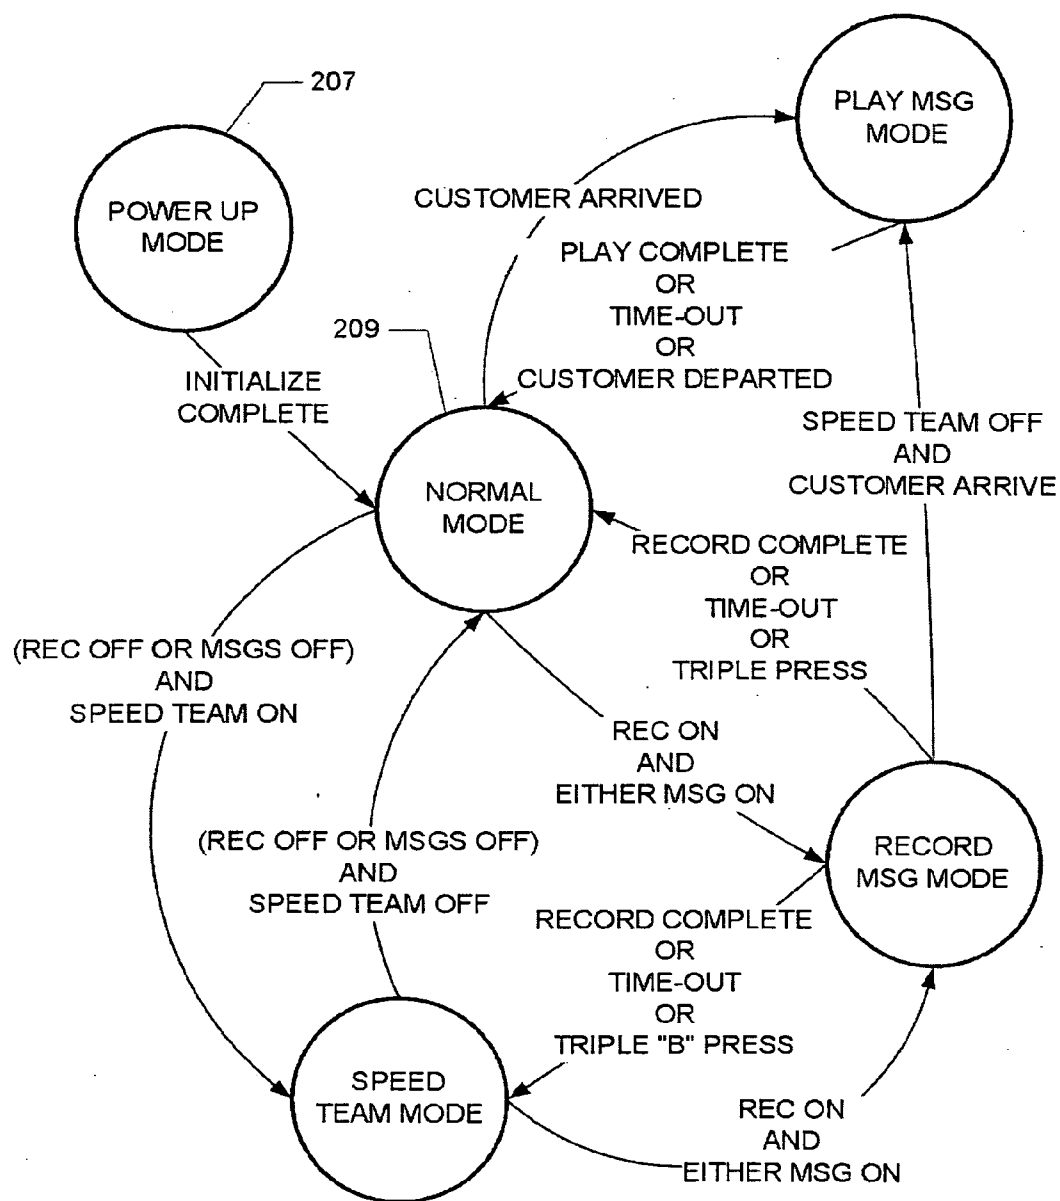 207
PLAY MSG
MODE
POWER UP
MODE
CUSTOMER ARRIVED
PLAY COMPLETE
OR
TIME-OUT
OR
CUSTOMER DEPARTED
209
INITIALIZE
COMPLETE
SPEED TEAM OFF
AND
CUSTOMER ARRIVE
NORMAL
MODE
RECORD COMPLETE
OR
TIME-OUT
OR
TRIPLE PRESS
(REC OFF OR MSGS OFF)
AND
SPEED TEAM ON
REC ON
AND
EITHER MSG ON
(REC OFF OR MSGS OFF)
AND
SPEED TEAM OFF
RECORD
MSG MODE
RECORD COMPLETE
OR
TIME-OUT
OR
TRIPLE "B" PRESS
SPEED
TEAM MODE
REC ON
AND
EITHER MSG ON